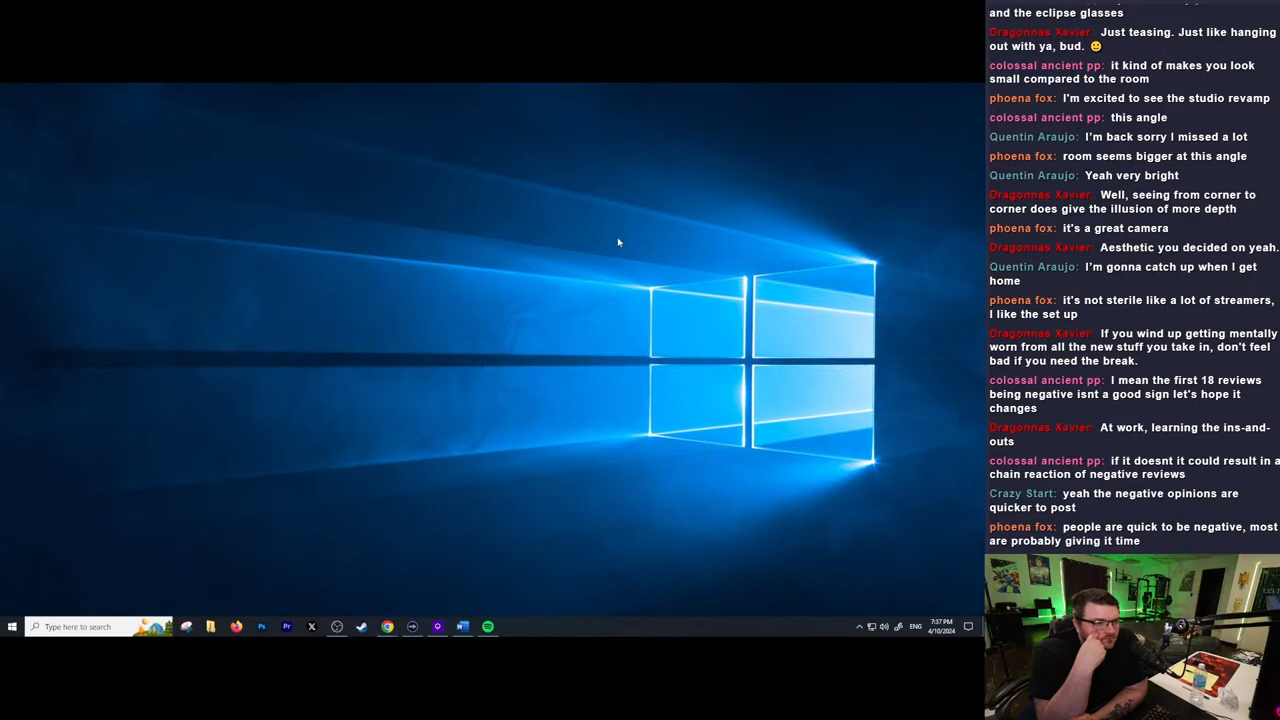 and the eclipse glasses
Dragonnas Xavier: Just teasing. Just like hanging
out with ya, bud. 🙂
colossal ancient pp: it kind of makes you look
small compared to the room
phoena fox: I'm excited to see the studio revamp
colossal ancient pp: this angle
Quentin Araujo: I'm back sorry I missed a lot
phoena fox: room seems bigger at this angle
Quentin Araujo: Yeah very bright
Dragonnas Xavier: Well, seeing from corner to
corner does give the illusion of more depth
phoena fox: it's a great camera
Dragonnas Xavier: Aesthetic you decided on yeah.
Quentin Araujo: I'm gonna catch up when I get
home
phoena fox: it's not sterile like a lot of streamers,
I like the set up
Dragonnas Xavier: If you wind up getting mentally
worn from all the new stuff you take in, don't feel
bad if you need the break.
colossal ancient pp: I mean the first 18 reviews
being negative isnt a good sign let's hope it
changes
Dragonnas Xavier: At work, learning the ins-and-
outs
colossal ancient pp: if it doesnt it could result in a
chain reaction of negative reviews
Crazy Start: yeah the negative opinions are
quicker to post
phoena fox: people are quick to be negative, most
are probably giving it time
Type here to search
Ps
Pr
X
ENG
7:37 PM
4/10/2024